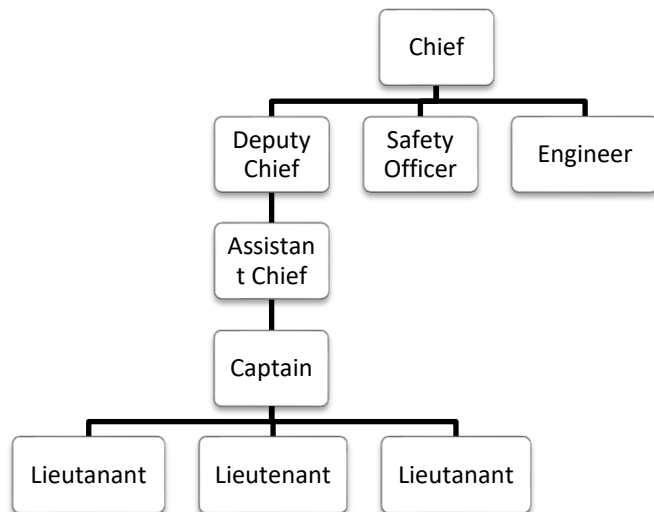 Chief
Deputy
Chief
Safety
Officer
Engineer
Assistan
t Chief
Captain
Lieutanant
Lieutenant
Lieutanant